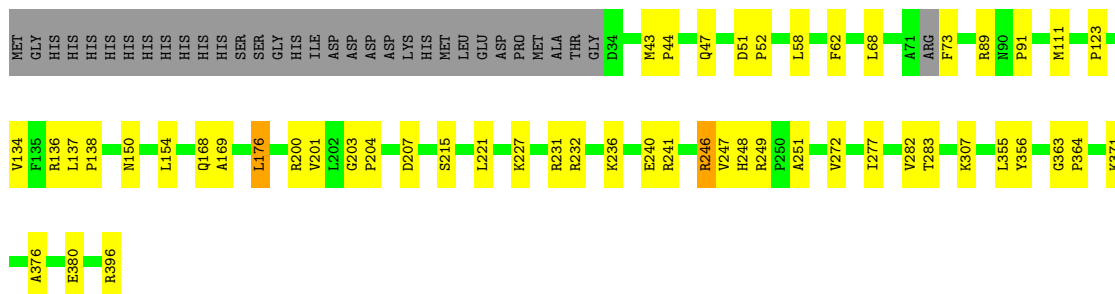 MET GLY HIS HIS HIS HIS HIS HIS HIS HIS HIS HIS SER SER GLY HIS ILE ASP ASP ASP ASP LYS HIS MET LEU GLU ASP PRO MET ALA THR GLY D34 M43 P44 Q47 D51 P52 L58 F62 L68 A71 ARG F73 R89 N90 P91 M111 P123
V134 F135 R136 L137 P138 N150 L154 Q168 A169 L176 R200 V201 L202 G203 P204 D207 S215 L221 K227 R231 R232 K236 E240 R241 R246 V247 H248 R249 P250 A251 V272 I277 V282 T283 K307 L355 Y356 G363 P364 K371
A376 E380 R396